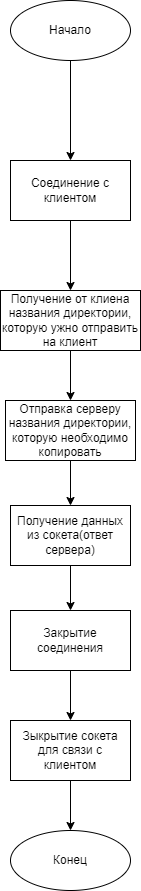 Начало
Соединение с
клиентом
Получение от клиена
названия директории,
которую ужно отправить
на клиент
Отправка серверу
названия директории,
которую необходимо
копировать
Получение данных
из сокета(ответ
сервера)
Закрытие
соединения
Зыкрытие сокета
для связи с
клиентом
Конец